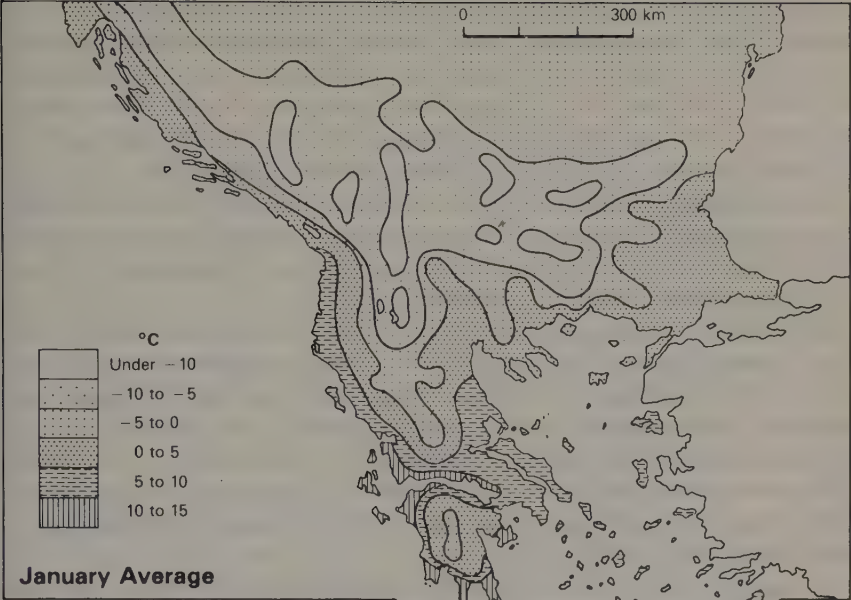 0 300 km
°C
Under – 10
– 10 to – 5
– 5 to 0
0 to 5
5 to 10
10 to 15
January Average